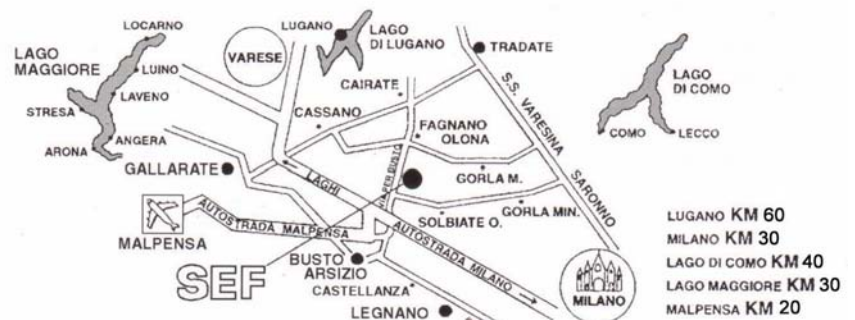 LOCARNO
LUGANO
LAGO
DI LUGANO
VARESE
TRADATE
LAGO
MAGGIORE
LUINO
LAGO
DI COMO
CAIRATE
S.S. VARESINA
LAVENO
STRESA
CASSANO
FAGNANO
OLONA
COMO
LECCO
ANGERA
ARONA
GALLARATE
LAGHI
VIA PER BUSTO
GORLA M.
SARONNO
AUTOSTRADA MALPENSA
SOLBIATE O.
GORLA MIN.
MALPENSA
AUTOSTRADA MILANO
SEF
BUSTO
ARSIZIO
CASTELLANZA
LEGNANO
MILANO
LUGANO KM 60
MILANO KM 30
LAGO DI COMO KM 40
LAGO MAGGIORE KM 30
MALPENSA KM 20